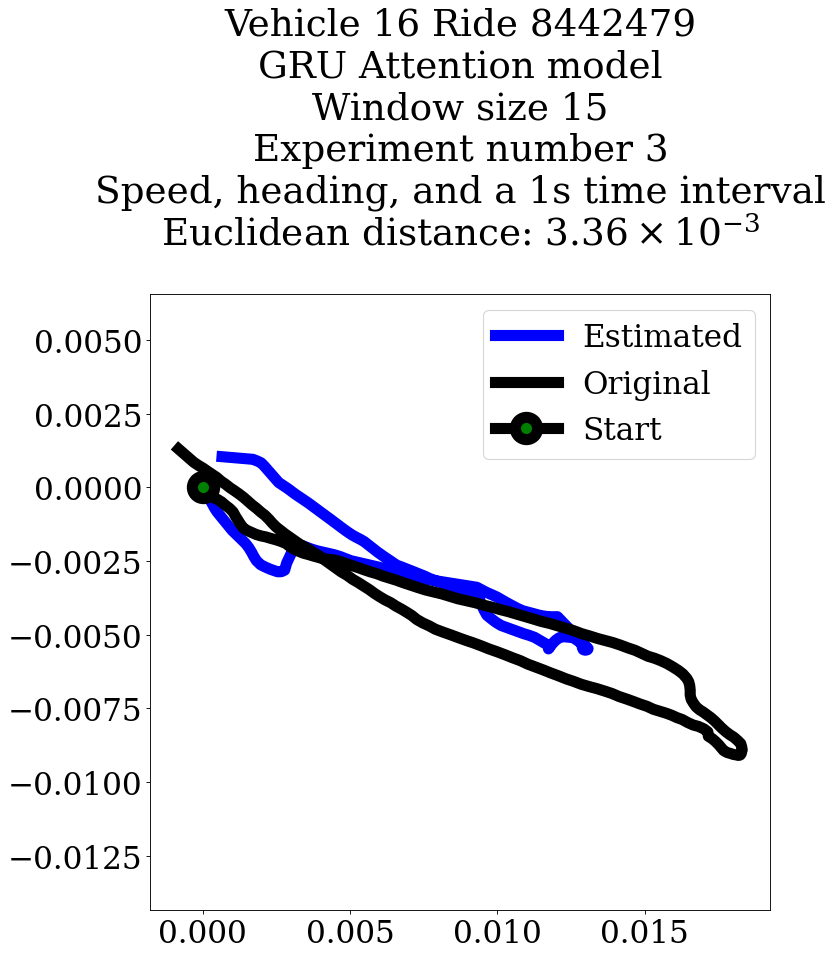 Vehicle 16 Ride 8442479
GRU Attention model
Window size 15
Experiment number 3
Speed, heading, and a 1s time interval
Euclidean distance: 3.36 × 10⁻³
Estimated
Original
Start
0.0050
0.0025
0.0000
−0.0025
−0.0050
−0.0075
−0.0100
−0.0125
0.000 0.005 0.010 0.015